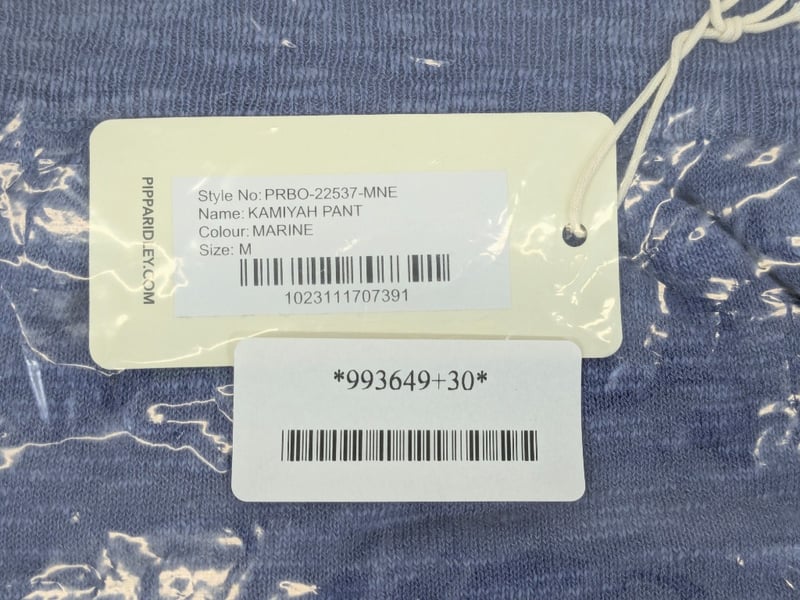 PIPPARIDLEY.COM
Style No: PRBO-22537-MNE
Name: KAMIYAH PANT
Colour: MARINE
Size: M
1023111707391
*993649+30*